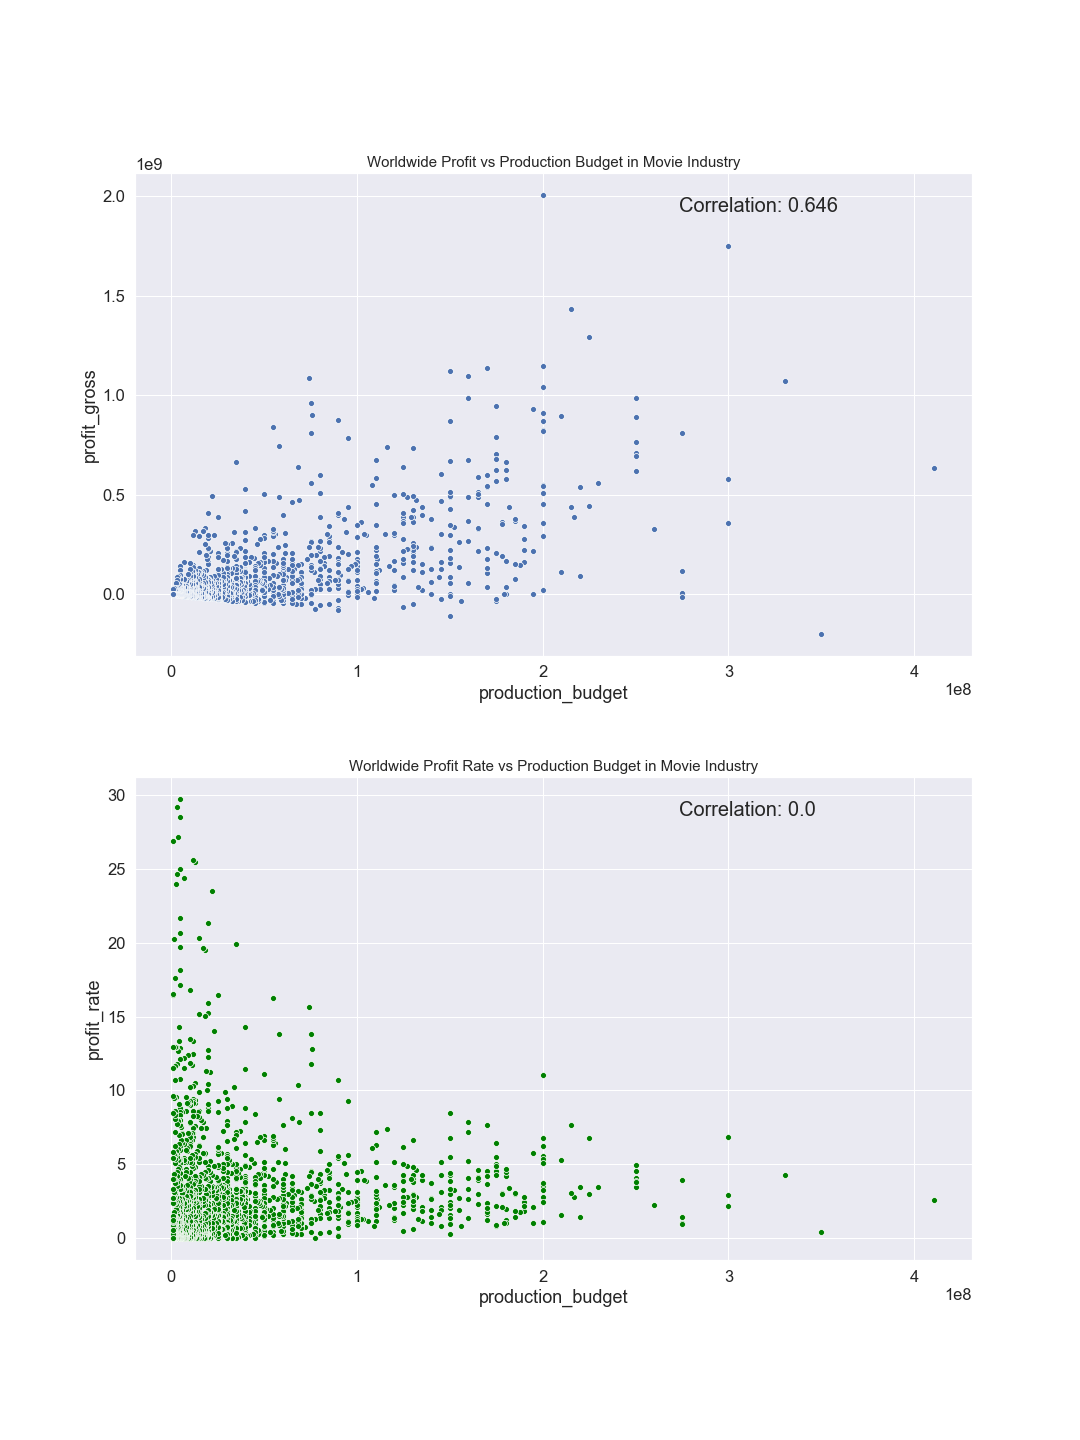 Worldwide Profit vs Production Budget in Movie Industry
1e9
Correlation: 0.646
2.0
1.5
1.0
0.5
0.0
profit_gross
0 1 2 3 4
1e8
production_budget
Worldwide Profit Rate vs Production Budget in Movie Industry
Correlation: 0.0
30
25
20
15
10
5
0
profit_rate
0 1 2 3 4
1e8
production_budget